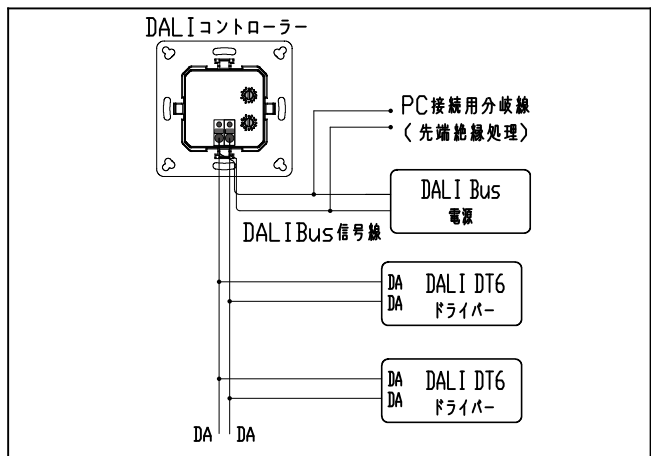 DALIコントローラー
PC接続用分岐線
(先端絶縁処理)
DALI Bus
電源
DALIBus信号線
DA
DALI DT6
DA
ドライバー
DA
DALI DT6
DA
ドライバー
DA DA